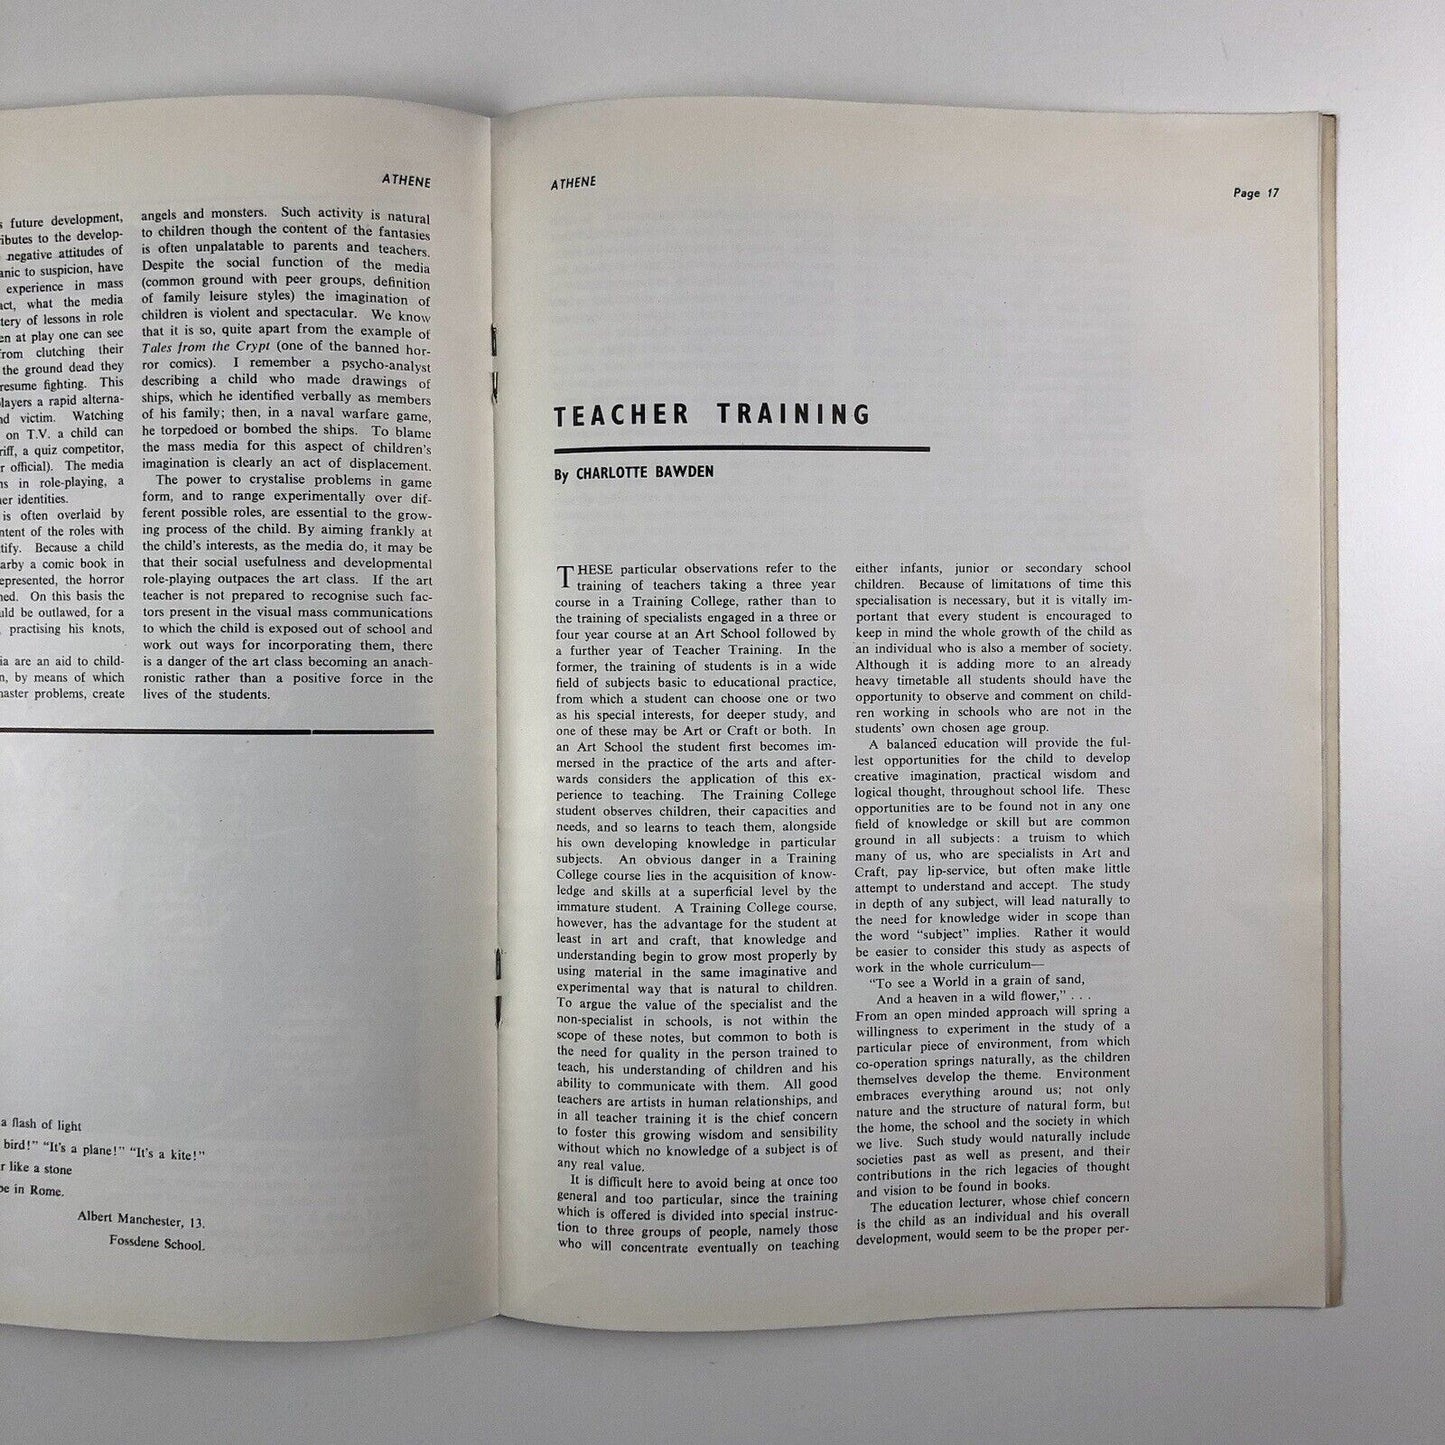 ATHENE
s future development,
ributes to the develop-
negative attitudes of
anic to suspicion, have
experience in mass
act, what the media
tery of lessons in role
en at play one can see
from clutching their
the ground dead they
resume fighting. This
players a rapid alterna-
nd victim. Watching
on T.V. a child can
riff, a quiz competitor,
r official). The media
ns in role-playing, a
her identities.
is often overlaid by
ntent of the roles with
tify. Because a child
arby a comic book in
epresented, the horror
ned. On this basis the
uld be outlawed, for a
practising his knots,
ia are an aid to child-
n, by means of which
master problems, create
angels and monsters. Such activity is natural
to children though the content of the fantasies
is often unpalatable to parents and teachers.
Despite the social function of the media
(common ground with peer groups, definition
of family leisure styles) the imagination of
children is violent and spectacular. We know
that it is so, quite apart from the example of
Tales from the Crypt (one of the banned hor-
ror comics). I remember a psycho-analyst
describing a child who made drawings of
ships, which he identified verbally as members
of his family; then, in a naval warfare game,
he torpedoed or bombed the ships. To blame
the mass media for this aspect of children's
imagination is clearly an act of displacement.
The power to crystalise problems in game
form, and to range experimentally over dif-
ferent possible roles, are essential to the grow-
ing process of the child. By aiming frankly at
the child's interests, as the media do, it may be
that their social usefulness and developmental
role-playing outpaces the art class. If the art
teacher is not prepared to recognise such fac-
tors present in the visual mass communications
to which the child is exposed out of school and
work out ways for incorporating them, there
is a danger of the art class becoming an anach-
ronistic rather than a positive force in the
lives of the students.
a flash of light
bird!" "It's a plane!" "It's a kite!"
r like a stone
pe in Rome.
Albert Manchester, 13.
Fossdene School.
ATHENE
Page 17
TEACHER TRAINING
By CHARLOTTE BAWDEN
THESE particular observations refer to the
training of teachers taking a three year
course in a Training College, rather than to
the training of specialists engaged in a three or
four year course at an Art School followed by
a further year of Teacher Training. In the
former, the training of students is in a wide
field of subjects basic to educational practice,
from which a student can choose one or two
as his special interests, for deeper study, and
one of these may be Art or Craft or both. In
an Art School the student first becomes im-
mersed in the practice of the arts and after-
wards considers the application of this ex-
perience to teaching. The Training College
student observes children, their capacities and
needs, and so learns to teach them, alongside
his own developing knowledge in particular
subjects. An obvious danger in a Training
College course lies in the acquisition of know-
ledge and skills at a superficial level by the
immature student. A Training College course,
however, has the advantage for the student at
least in art and craft, that knowledge and
understanding begin to grow most properly by
using material in the same imaginative and
experimental way that is natural to children.
To argue the value of the specialist and the
non-specialist in schools, is not within the
scope of these notes, but common to both is
the need for quality in the person trained to
teach, his understanding of children and his
ability to communicate with them. All good
teachers are artists in human relationships, and
in all teacher training it is the chief concern
to foster this growing wisdom and sensibility
without which no knowledge of a subject is of
any real value.
It is difficult here to avoid being at once too
general and too particular, since the training
which is offered is divided into special instruc-
tion to three groups of people, namely those
who will concentrate eventually on teaching
either infants, junior or secondary school
children. Because of limitations of time this
specialisation is necessary, but it is vitally im-
portant that every student is encouraged to
keep in mind the whole growth of the child as
an individual who is also a member of society.
Although it is adding more to an already
heavy timetable all students should have the
opportunity to observe and comment on child-
ren working in schools who are not in the
students' own chosen age group.
A balanced education will provide the ful-
lest opportunities for the child to develop
creative imagination, practical wisdom and
logical thought, throughout school life. These
opportunities are to be found not in any one
field of knowledge or skill but are common
ground in all subjects: a truism to which
many of us, who are specialists in Art and
Craft, pay lip-service, but often make little
attempt to understand and accept. The study
in depth of any subject, will lead naturally to
the need for knowledge wider in scope than
the word "subject" implies. Rather it would
be easier to consider this study as aspects of
work in the whole curriculum—
"To see a World in a grain of sand,
And a heaven in a wild flower," . . .
From an open minded approach will spring a
willingness to experiment in the study of a
particular piece of environment, from which
co-operation springs naturally, as the children
themselves develop the theme. Environment
embraces everything around us; not only
nature and the structure of natural form, but
the home, the school and the society in which
we live. Such study would naturally include
societies past as well as present, and their
contributions in the rich legacies of thought
and vision to be found in books.
The education lecturer, whose chief concern
is the child as an individual and his overall
development, would seem to be the proper per-